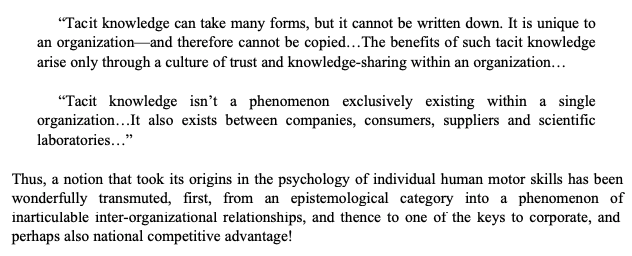 “Tacit knowledge can take many forms, but it cannot be written down. It is unique to
an organization—and therefore cannot be copied…The benefits of such tacit knowledge
arise only through a culture of trust and knowledge-sharing within an organization…
“Tacit knowledge isn’t a phenomenon exclusively existing within a single
organization…It also exists between companies, consumers, suppliers and scientific
laboratories…”
Thus, a notion that took its origins in the psychology of individual human motor skills has been
wonderfully transmuted, first, from an epistemological category into a phenomenon of
inarticulable inter-organizational relationships, and thence to one of the keys to corporate, and
perhaps also national competitive advantage!